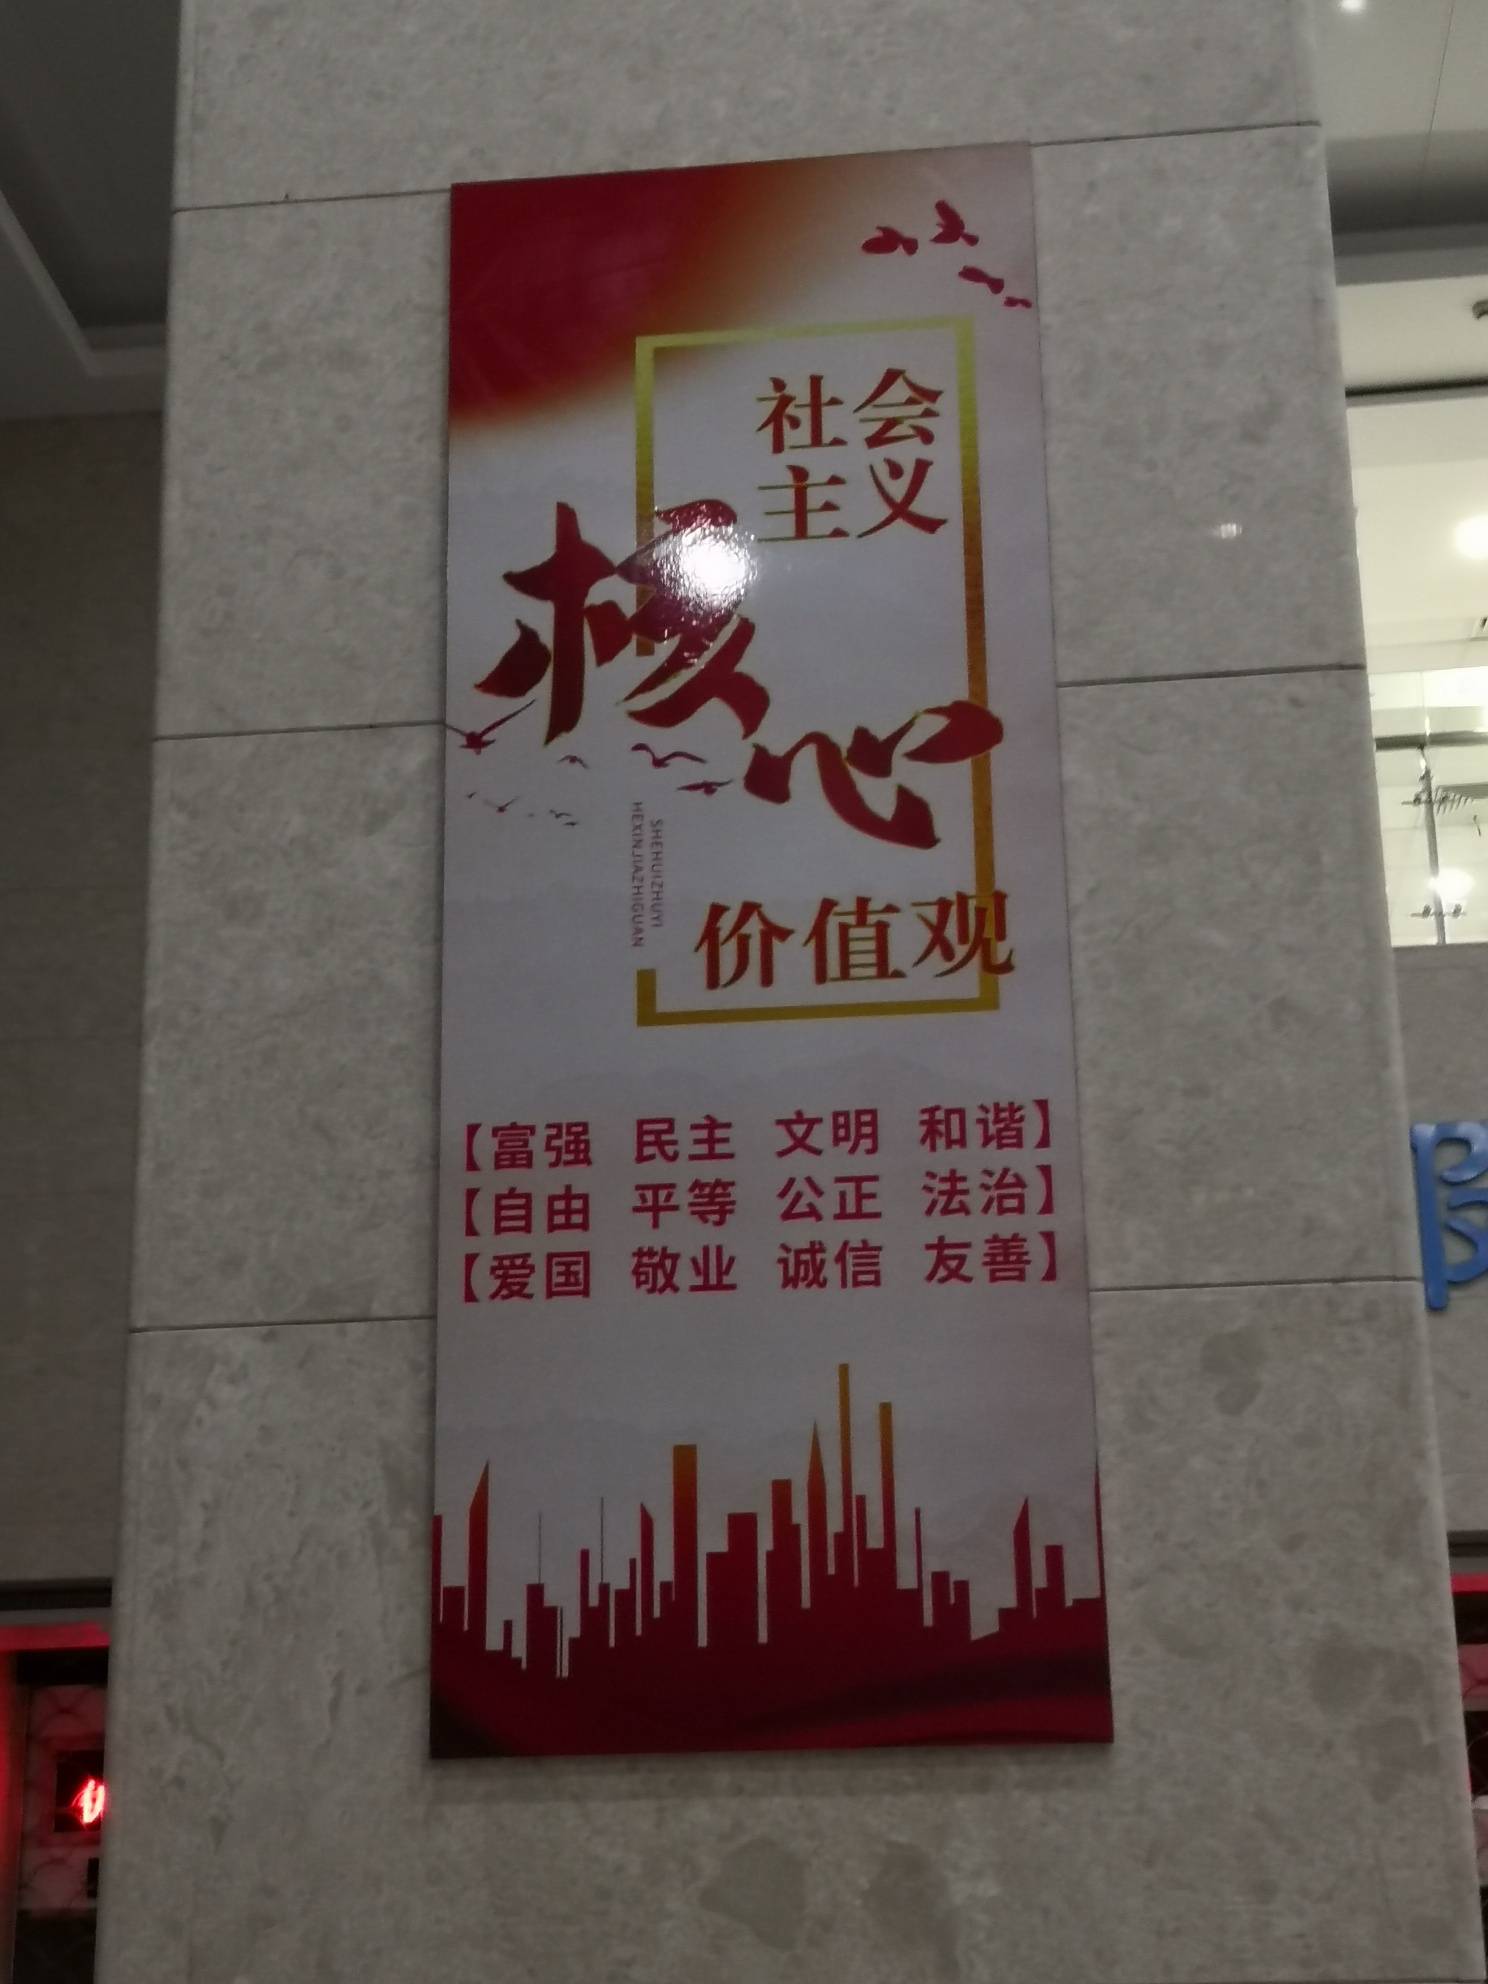 社会
主义
核心
SHEHUIZHUYI
HEXINJIAZHIGUAN
价值观
【富强 民主 文明 和谐】
【自由 平等 公正 法治】
【爱国 敬业 诚信 友善】